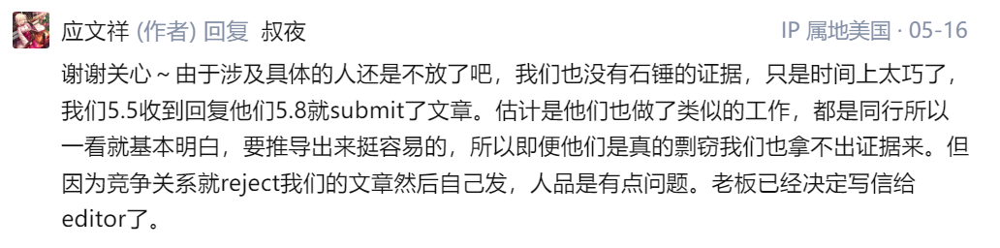 应文祥 (作者) 回复 叔夜 IP 属地美国 · 05-16
谢谢关心～由于涉及具体的人还是不放了吧，我们也没有石锤的证据，只是时间上太巧了，
我们5.5收到回复他们5.8就submit了文章。估计是他们也做了类似的工作，都是同行所以
一看就基本明白，要推导出来挺容易的，所以即便他们是真的剽窃我们也拿不出证据来。但
因为竞争关系就reject我们的文章然后自己发，人品是有点问题。老板已经决定写信给
editor了。